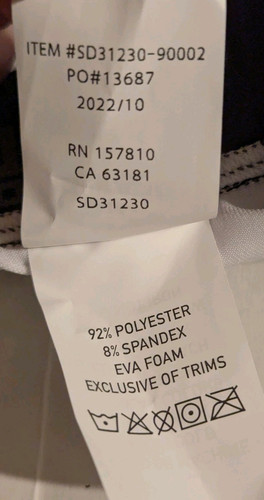 ITEM #SD31230-90002
PO#13687
2022/10
RN 157810
CA 63181
SD31230
92% POLYESTER
8% SPANDEX
EVA FOAM
EXCLUSIVE OF TRIMS